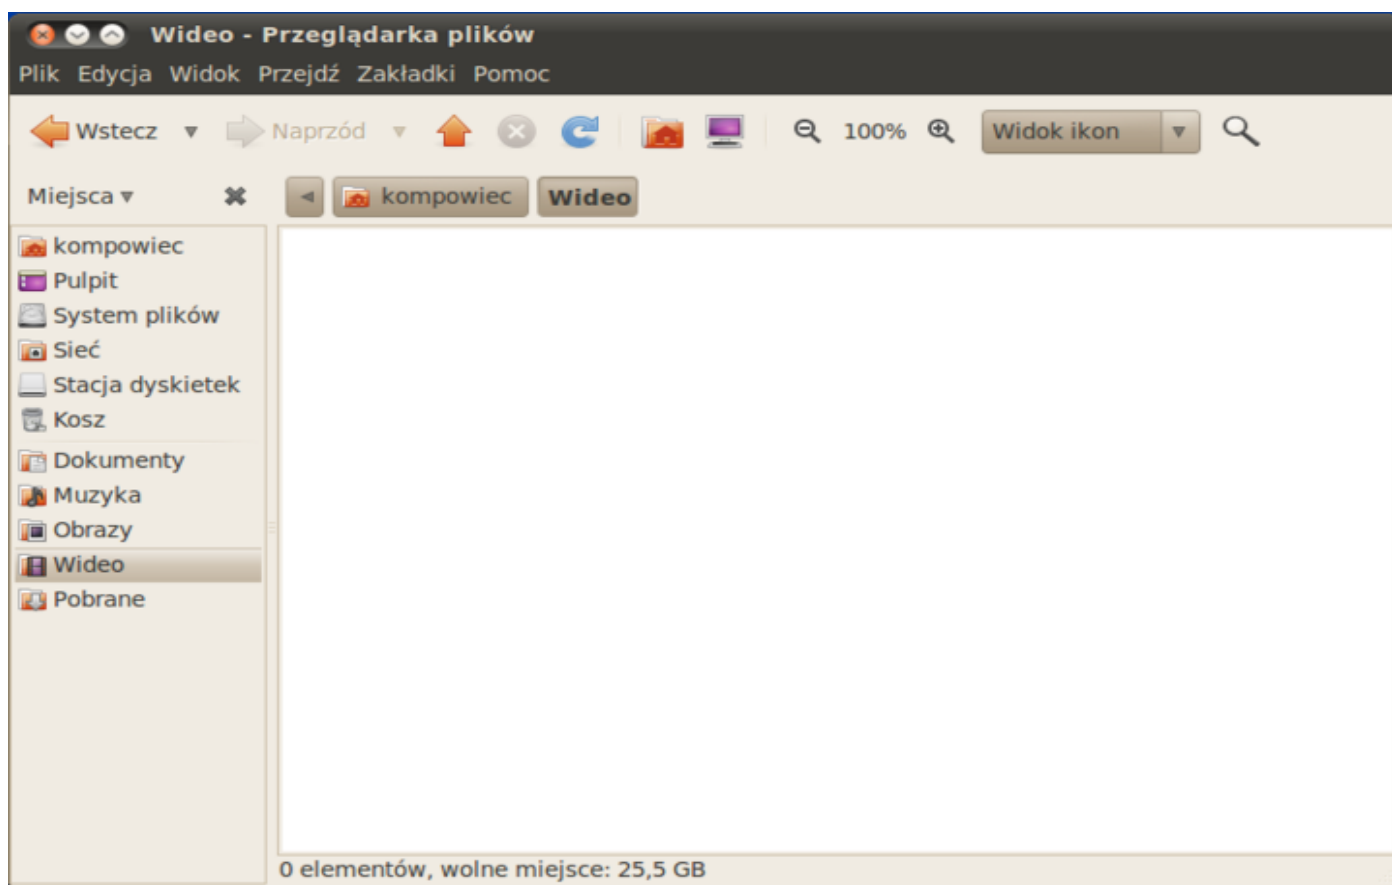 Wideo - Przeglądarka plików
Plik Edycja Widok Przejdź Zakładki Pomoc
Wstecz Naprzód 100% Widok ikon
Miejsca kompowiec Wideo
kompowiec
Pulpit
System plików
Sieć
Stacja dyskietek
Kosz
Dokumenty
Muzyka
Obrazy
Wideo
Pobrane
0 elementów, wolne miejsce: 25,5 GB